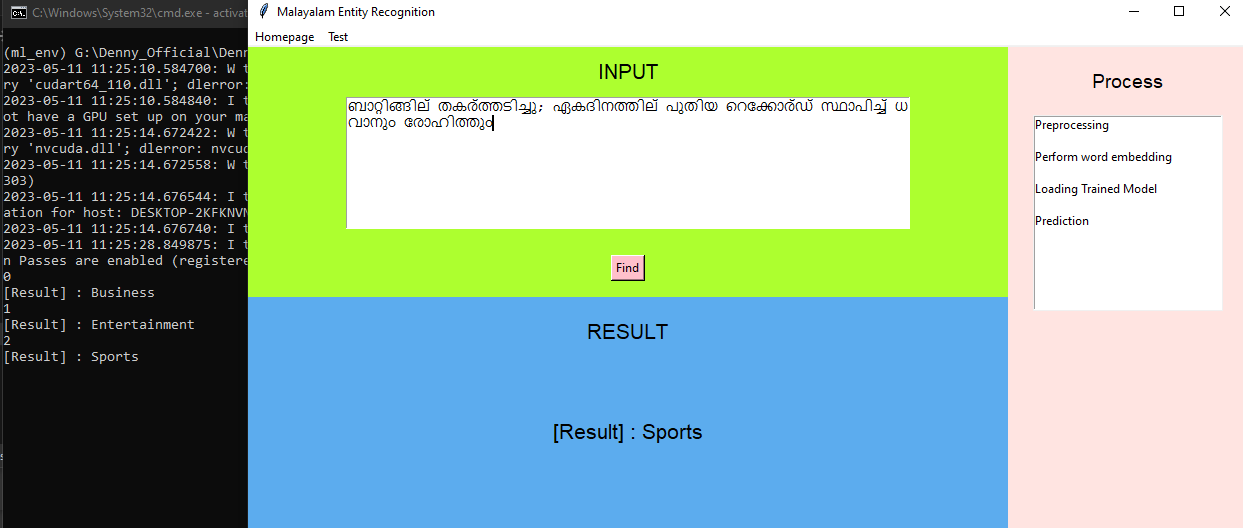 C:\Windows\System32\cmd.exe - activat
(ml_env) G:\Denny_Official\Denn
2023-05-11 11:25:10.584700: W t
ry 'cudart64_110.dll'; dlerror:
2023-05-11 11:25:10.584840: I t
ot have a GPU set up on your ma
2023-05-11 11:25:14.672422: W t
ry 'nvcuda.dll'; dlerror: nvcud
2023-05-11 11:25:14.672558: W t
303)
2023-05-11 11:25:14.676544: I t
ation for host: DESKTOP-2KFKNVN
2023-05-11 11:25:14.676740: I t
2023-05-11 11:25:28.849875: I t
n Passes are enabled (registere
0
[Result] : Business
1
[Result] : Entertainment
2
[Result] : Sports
Malayalam Entity Recognition
Homepage Test
INPUT
ബാറ്റിങ്ങില് തകര്‍ത്തടിച്ചു; ഏകദിനത്തില് പുതിയ റെക്കോര്‍ഡ് സ്ഥാപിച്ച് ധ
വാനും രോഹിത്തും
Find
RESULT
[Result] : Sports
Process
Preprocessing
Perform word embedding
Loading Trained Model
Prediction